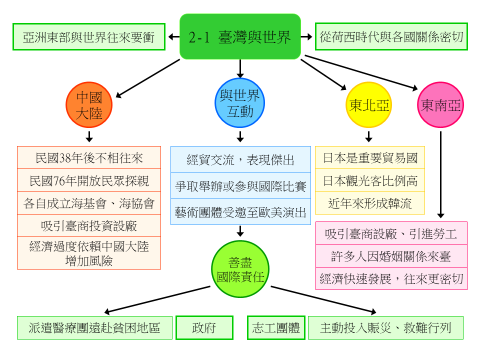 亞洲東部與世界往來要衝
2-1 臺灣與世界
從荷西時代與各國關係密切
中國
大陸
與世界
互動
東北亞
東南亞
民國38年後不相往來
民國76年開放民眾探親
各自成立海基會、海協會
吸引臺商投資設廠
經濟過度依賴中國大陸
增加風險
經貿交流，表現傑出
爭取舉辦或參與國際比賽
藝術團體受邀至歐美演出
日本是重要貿易國
日本觀光客比例高
近年來形成韓流
吸引臺商設廠、引進勞工
許多人因婚姻關係來臺
經濟快速發展，往來更密切
善盡
國際責任
派遣醫療團遠赴貧困地區
政府
志工團體
主動投入賑災、救難行列